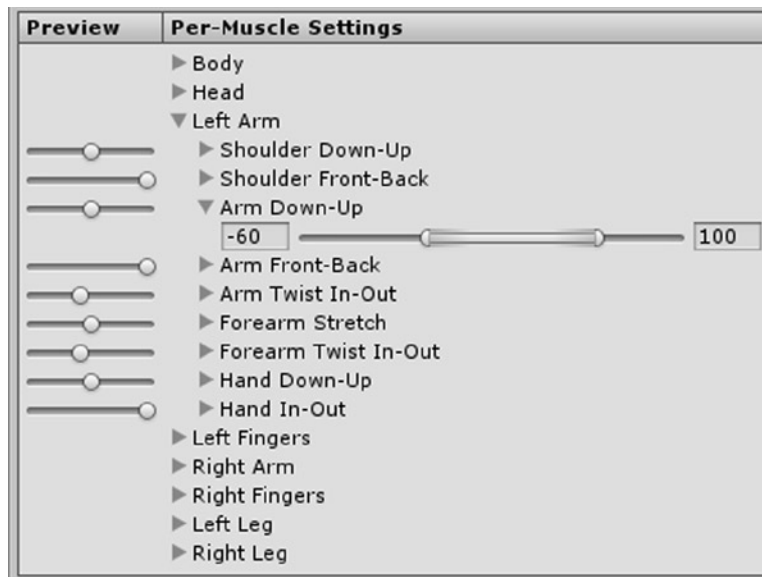 Preview Per-Muscle Settings
Body
Head
Left Arm
Shoulder Down-Up
Shoulder Front-Back
Arm Down-Up
-60 100
Arm Front-Back
Arm Twist In-Out
Forearm Stretch
Forearm Twist In-Out
Hand Down-Up
Hand In-Out
Left Fingers
Right Arm
Right Fingers
Left Leg
Right Leg